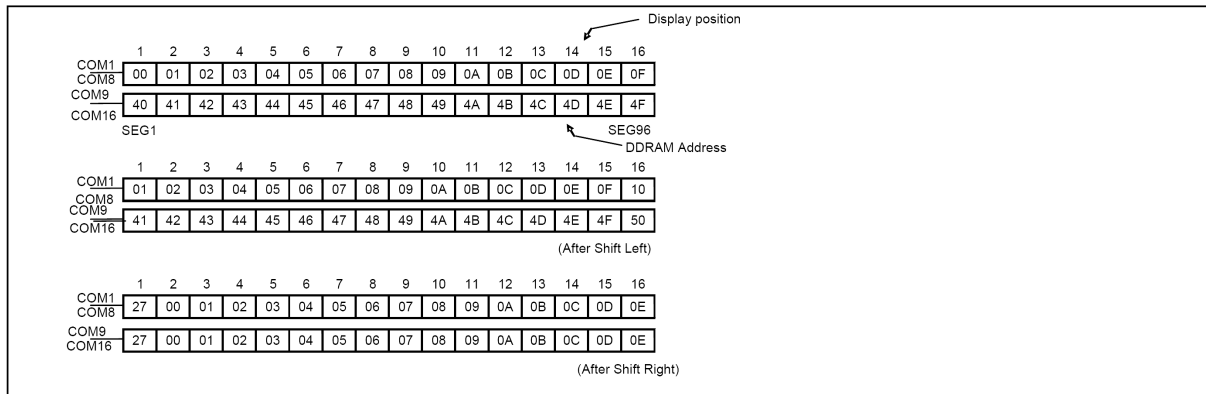 Display position
1 2 3 4 5 6 7 8 9 10 11 12 13 14 15 16
COM1
COM8
00 01 02 03 04 05 06 07 08 09 0A 0B 0C 0D 0E 0F
COM9
COM16
40 41 42 43 44 45 46 47 48 49 4A 4B 4C 4D 4E 4F
SEG1 SEG96
DDRAM Address
1 2 3 4 5 6 7 8 9 10 11 12 13 14 15 16
COM1
COM8
01 02 03 04 05 06 07 08 09 0A 0B 0C 0D 0E 0F 10
COM9
COM16
41 42 43 44 45 46 47 48 49 4A 4B 4C 4D 4E 4F 50
(After Shift Left)
1 2 3 4 5 6 7 8 9 10 11 12 13 14 15 16
COM1
COM8
27 00 01 02 03 04 05 06 07 08 09 0A 0B 0C 0D 0E
COM9
COM16
27 00 01 02 03 04 05 06 07 08 09 0A 0B 0C 0D 0E
(After Shift Right)